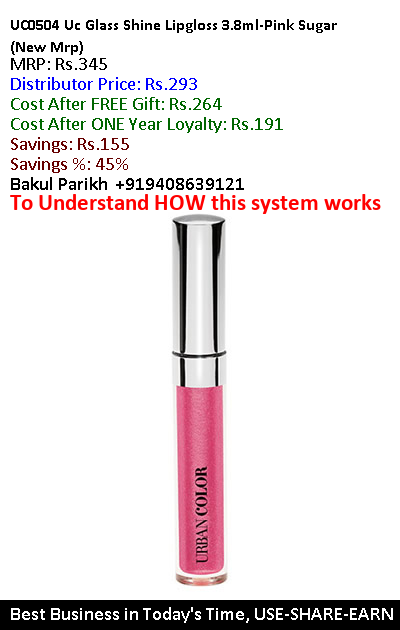 UC0504 Uc Glass Shine Lipgloss 3.8ml-Pink Sugar
(New Mrp)
MRP: Rs.345
Distributor Price: Rs.293
Cost After FREE Gift: Rs.264
Cost After ONE Year Loyalty: Rs.191
Savings: Rs.155
Savings %: 45%
Bakul Parikh +919408639121
To Understand HOW this system works
URBAN COLOR
Best Business in Today's Time, USE-SHARE-EARN